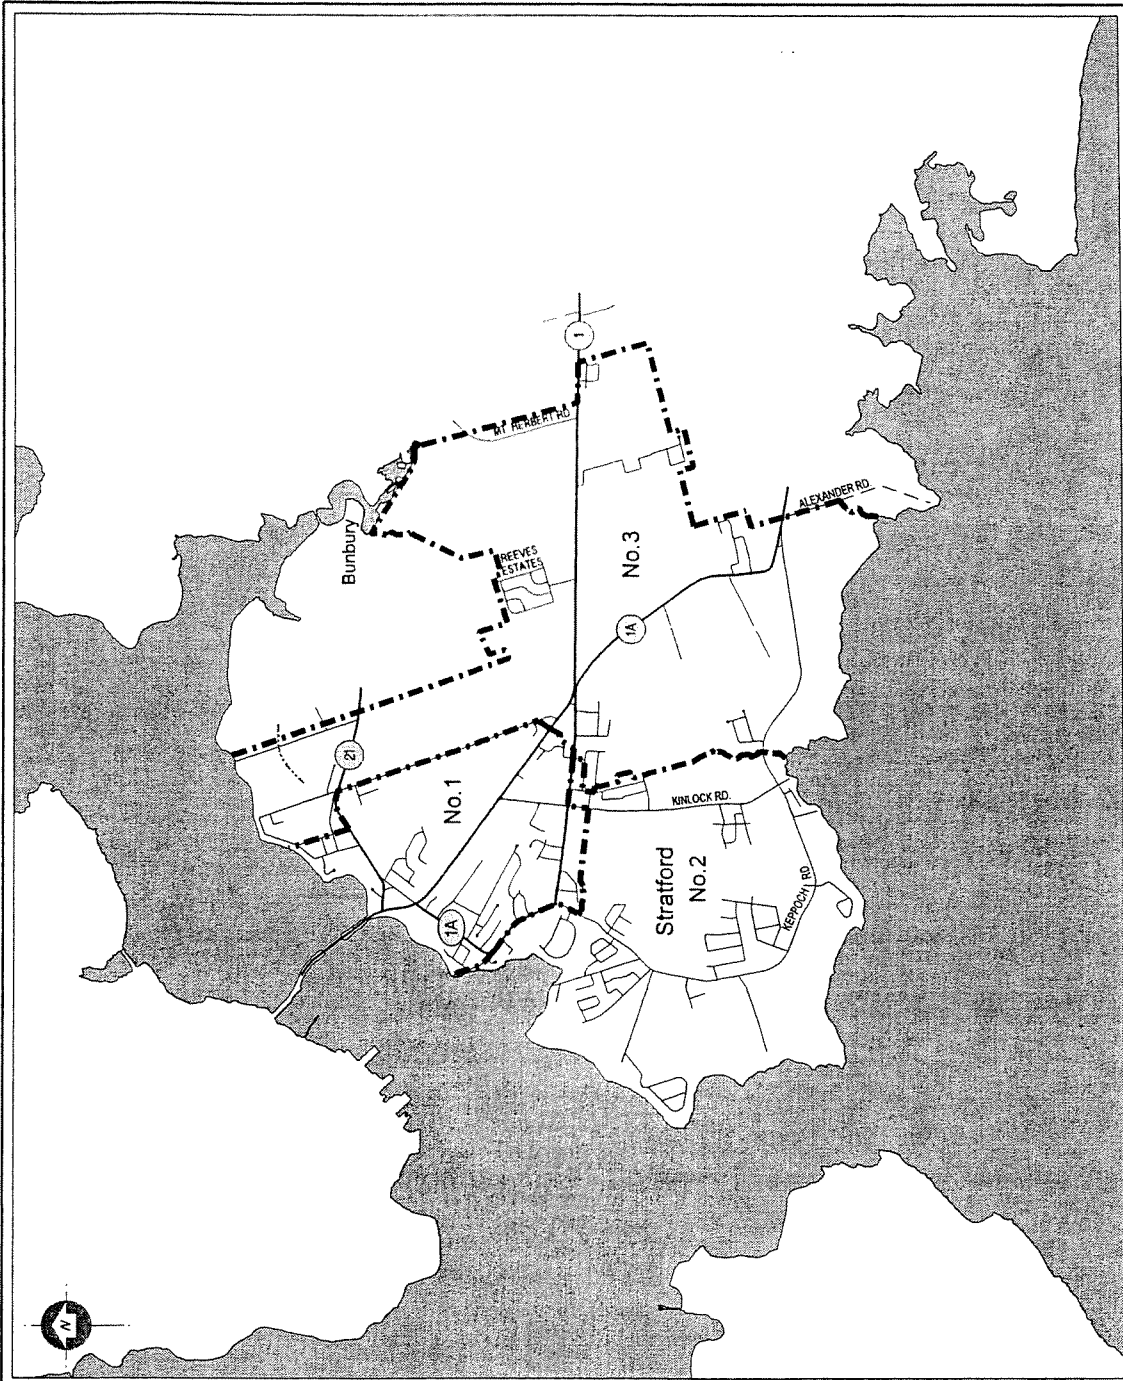 N
Bunbury
MT HERBERT RD
1
REEVES
ESTATES
ALEXANDER RD.
No.3
1A
21
No.1
KINLOCK RD.
Stratford
No.2
KEPPOCH RD
1A